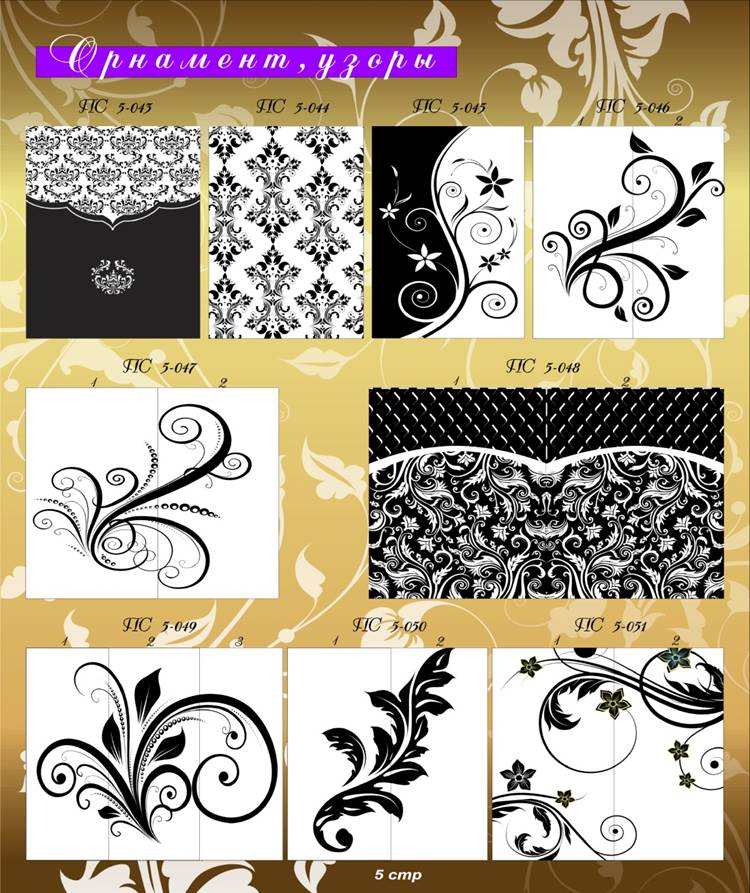 Орнамент, узоры
ПС 5-043 ПС 5-044 ПС 5-045 ПС 5-046
1 2
ПС 5-047 ПС 5-048
1 2 1 2
ПС 5-049 ПС 5-050 ПС 5-051
1 2 3 1 2 1 2
5 стр